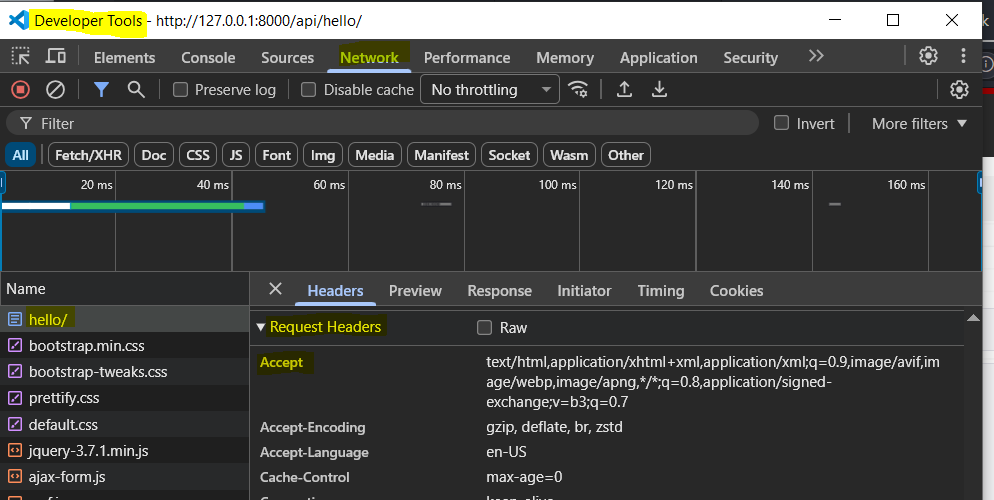 Developer Tools - http://127.0.0.1:8000/api/hello/
Elements Console Sources Network Performance Memory Application Security
Preserve log Disable cache No throttling
Filter Invert More filters
All Fetch/XHR Doc CSS JS Font Img Media Manifest Socket Wasm Other
20 ms 40 ms 60 ms 80 ms 100 ms 120 ms 140 ms 160 ms
Name
hello/
bootstrap.min.css
bootstrap-tweaks.css
prettify.css
default.css
jquery-3.7.1.min.js
ajax-form.js
Headers Preview Response Initiator Timing Cookies
Request Headers Raw
Accept text/html,application/xhtml+xml,application/xml;q=0.9,image/avif,im
age/webp,image/apng,*/*;q=0.8,application/signed-
exchange;v=b3;q=0.7
Accept-Encoding gzip, deflate, br, zstd
Accept-Language en-US
Cache-Control max-age=0